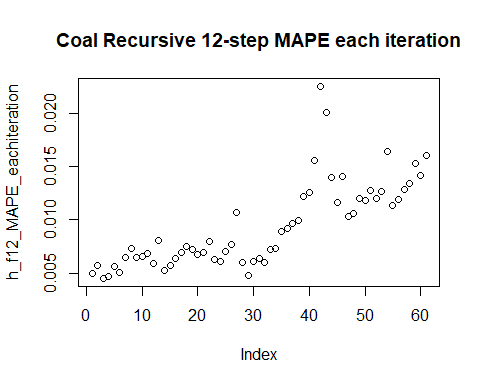 Coal Recursive 12-step MAPE each iteration
h_f12_MAPE_eachiteration
0.020
0.015
0.010
0.005
0 10 20 30 40 50 60
Index